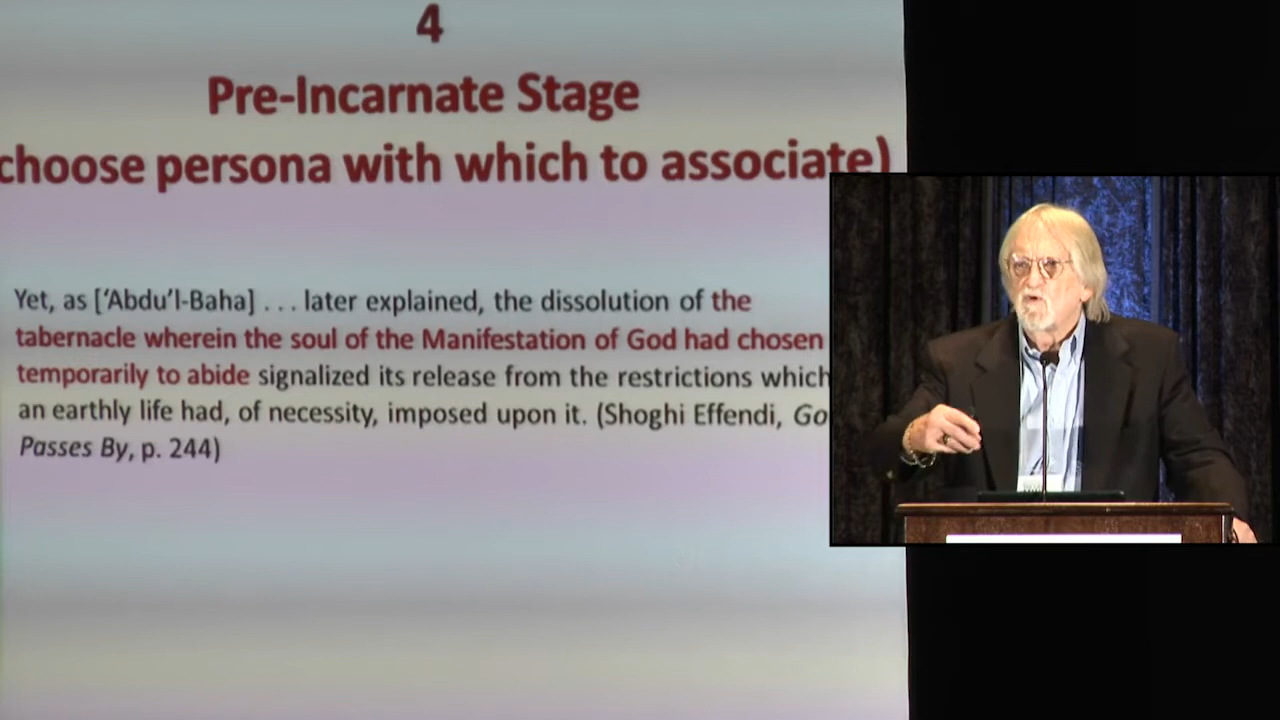 4
Pre-Incarnate Stage
choose persona with which to associate)
Yet, as [‘Abdu’l-Baha] . . . later explained, the dissolution of the
tabernacle wherein the soul of the Manifestation of God had chosen
temporarily to abide signalized its release from the restrictions which
an earthly life had, of necessity, imposed upon it. (Shoghi Effendi, Go
Passes By, p. 244)